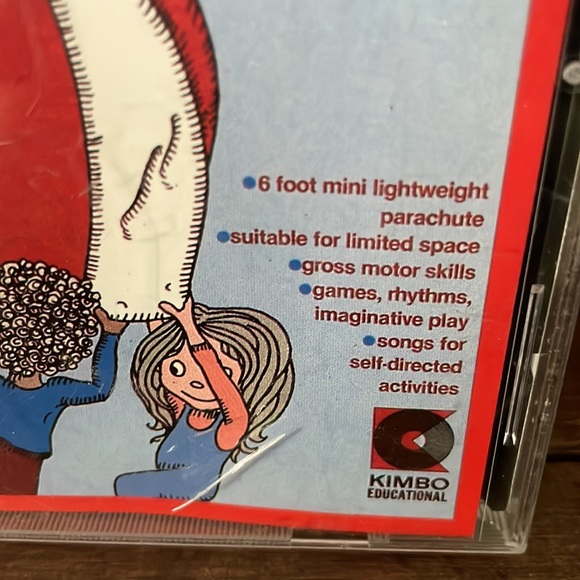 •6 foot mini lightweight
parachute
•suitable for limited space
•gross motor skills
•games, rhythms,
imaginative play
•songs for
self-directed
activities
KIMBO
EDUCATIONAL